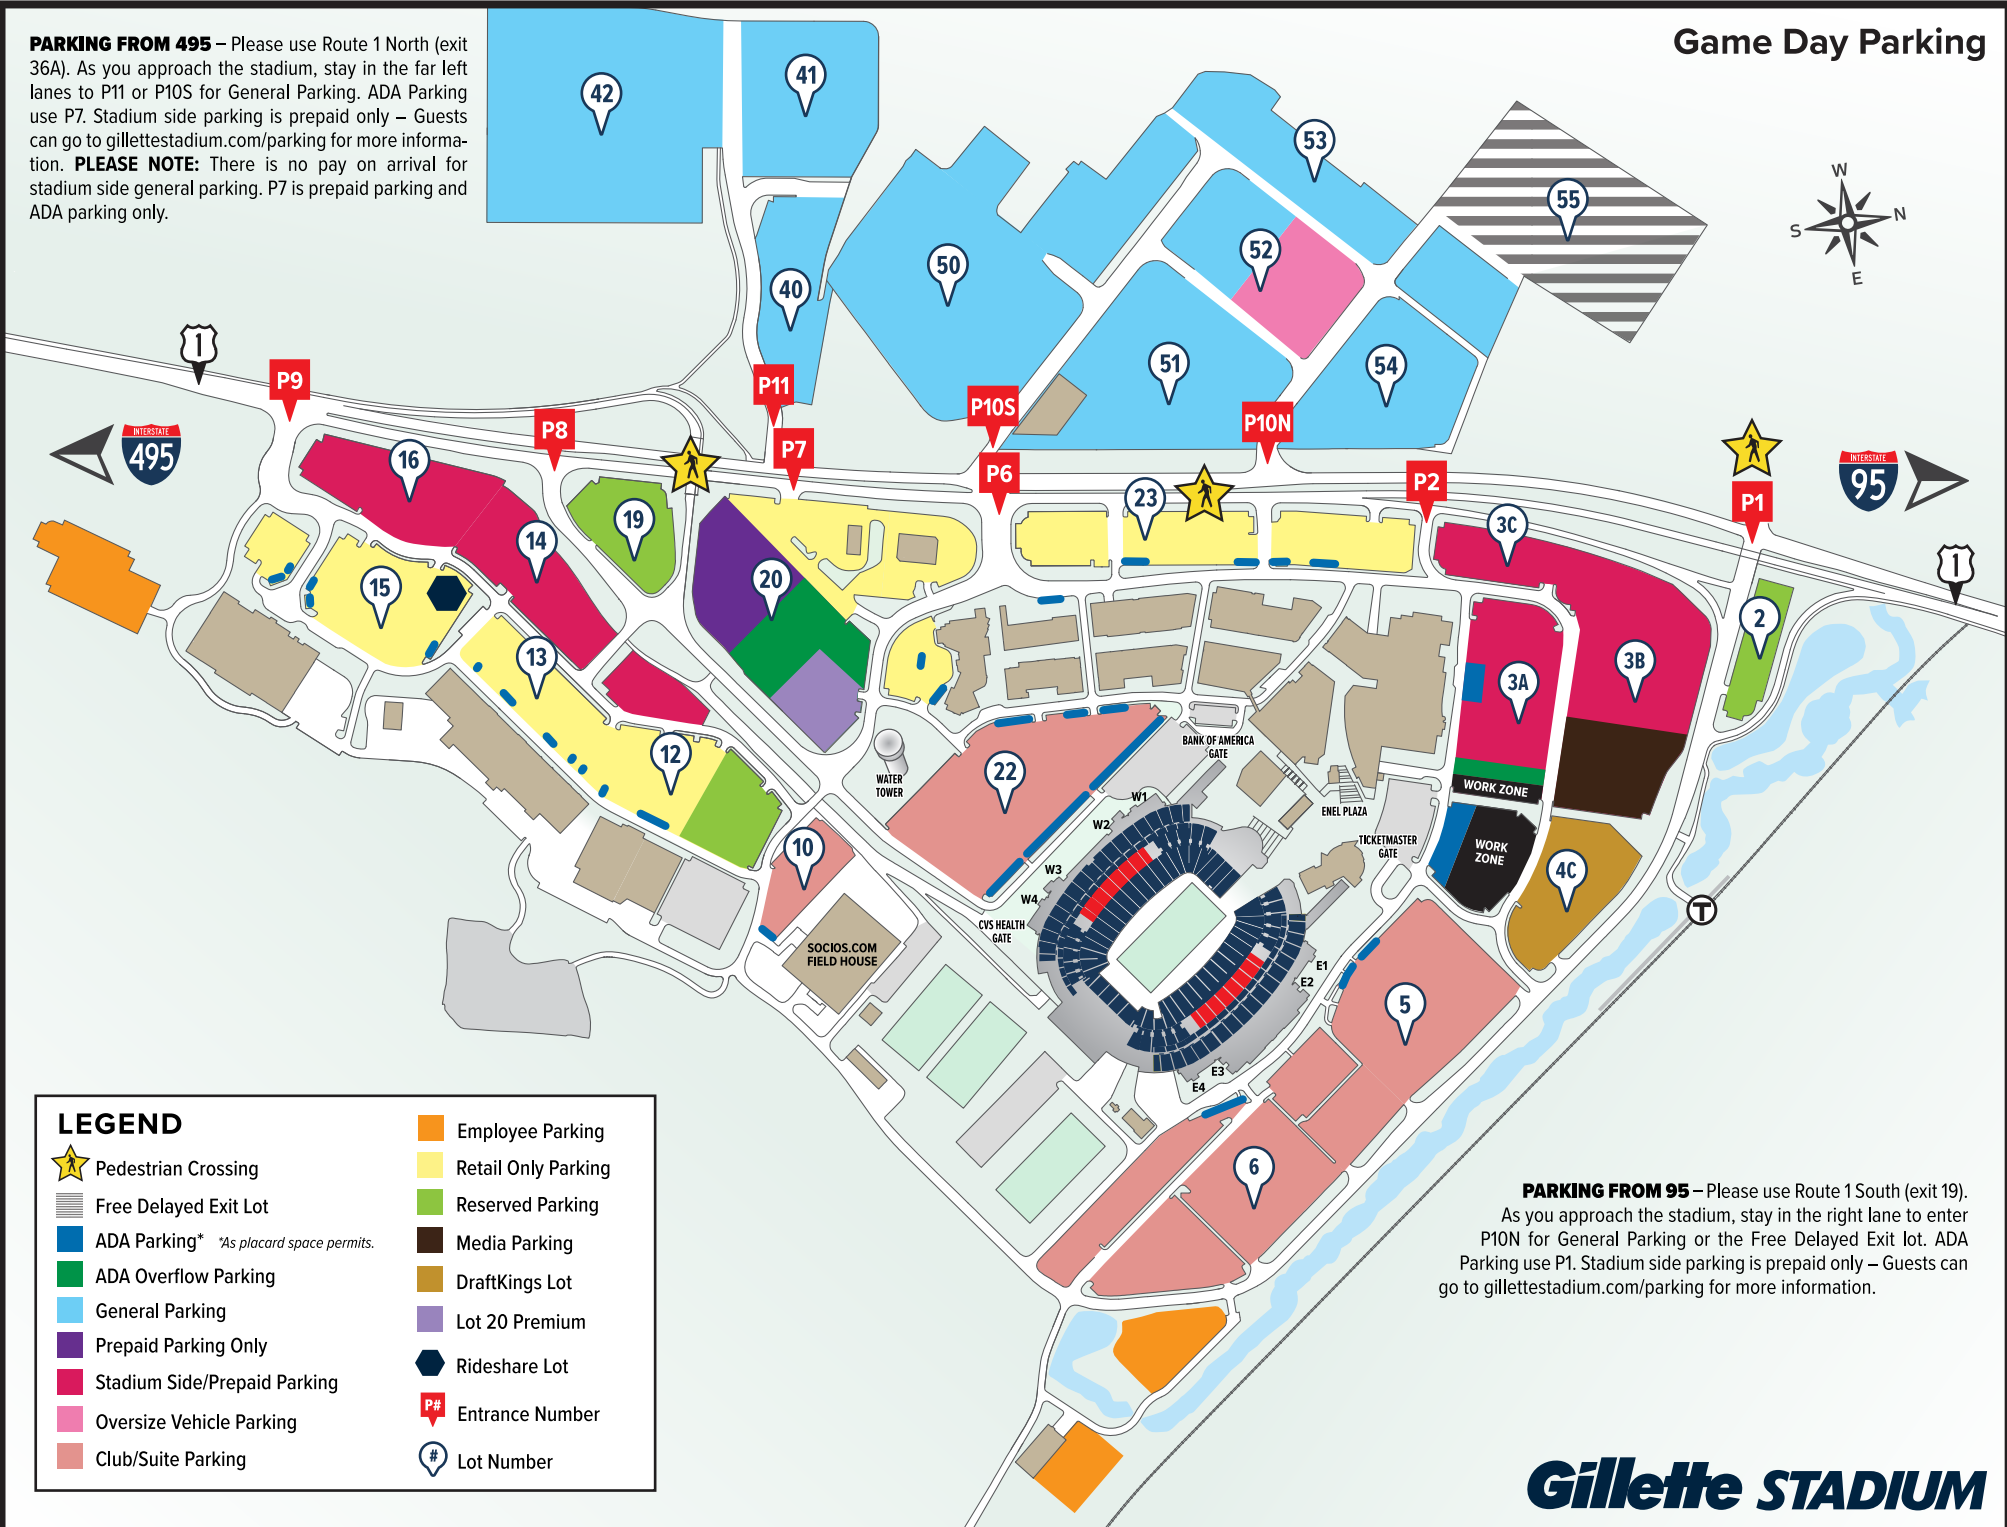 PARKING FROM 495 – Please use Route 1 North (exit
36A). As you approach the stadium, stay in the far left
lanes to P11 or P10S for General Parking. ADA Parking
use P7. Stadium side parking is prepaid only – Guests
can go to gillettestadium.com/parking for more informa-
tion. PLEASE NOTE: There is no pay on arrival for
stadium side general parking. P7 is prepaid parking and
ADA parking only.
Game Day Parking
42
41
53
55
W
N
S
E
52
50
40
51
54
1
P9
P11
P10S
P10N
P8
P7
P6
P2
P1
INTERSTATE
495
INTERSTATE
95
16
14
19
23
3C
20
15
13
12
2
3B
3A
1
22
10
WATER
TOWER
BANK OF AMERICA
GATE
ENEL PLAZA
TICKETMASTER
GATE
WORK ZONE
WORK
ZONE
4C
T
W1
W2
W3
W4
CVS HEALTH
GATE
SOCIOS.COM
FIELD HOUSE
E1
E2
E3
E4
5
6
LEGEND
Pedestrian Crossing
Free Delayed Exit Lot
ADA Parking* *As placard space permits.
ADA Overflow Parking
General Parking
Prepaid Parking Only
Stadium Side/Prepaid Parking
Oversize Vehicle Parking
Club/Suite Parking
Employee Parking
Retail Only Parking
Reserved Parking
Media Parking
DraftKings Lot
Lot 20 Premium
Rideshare Lot
P# Entrance Number
# Lot Number
PARKING FROM 95 – Please use Route 1 South (exit 19).
As you approach the stadium, stay in the right lane to enter
P10N for General Parking or the Free Delayed Exit lot. ADA
Parking use P1. Stadium side parking is prepaid only – Guests can
go to gillettestadium.com/parking for more information.
Gillette STADIUM